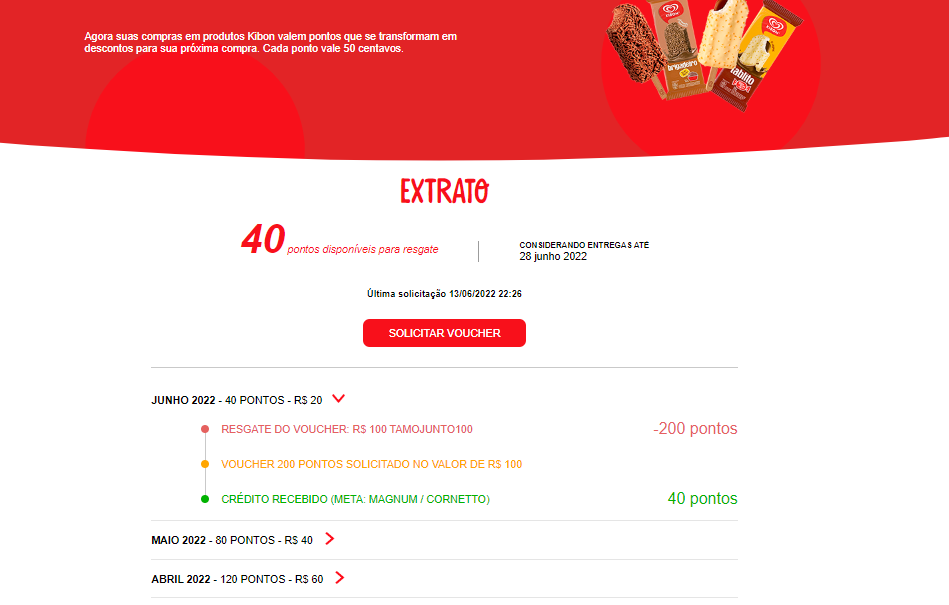 Agora suas compras em produtos Kibon valem pontos que se transformam em
descontos para sua próxima compra. Cada ponto vale 50 centavos.
brigadeiro
tablito
EXTRATO
40 pontos disponíveis para resgate
CONSIDERANDO ENTREGAS ATÉ
28 junho 2022
Última solicitação 13/06/2022 22:26
SOLICITAR VOUCHER
JUNHO 2022 - 40 PONTOS - R$ 20
RESGATE DO VOUCHER: R$ 100 TAMOJUNTO100
-200 pontos
VOUCHER 200 PONTOS SOLICITADO NO VALOR DE R$ 100
CRÉDITO RECEBIDO (META: MAGNUM / CORNETTO)
40 pontos
MAIO 2022 - 80 PONTOS - R$ 40
ABRIL 2022 - 120 PONTOS - R$ 60